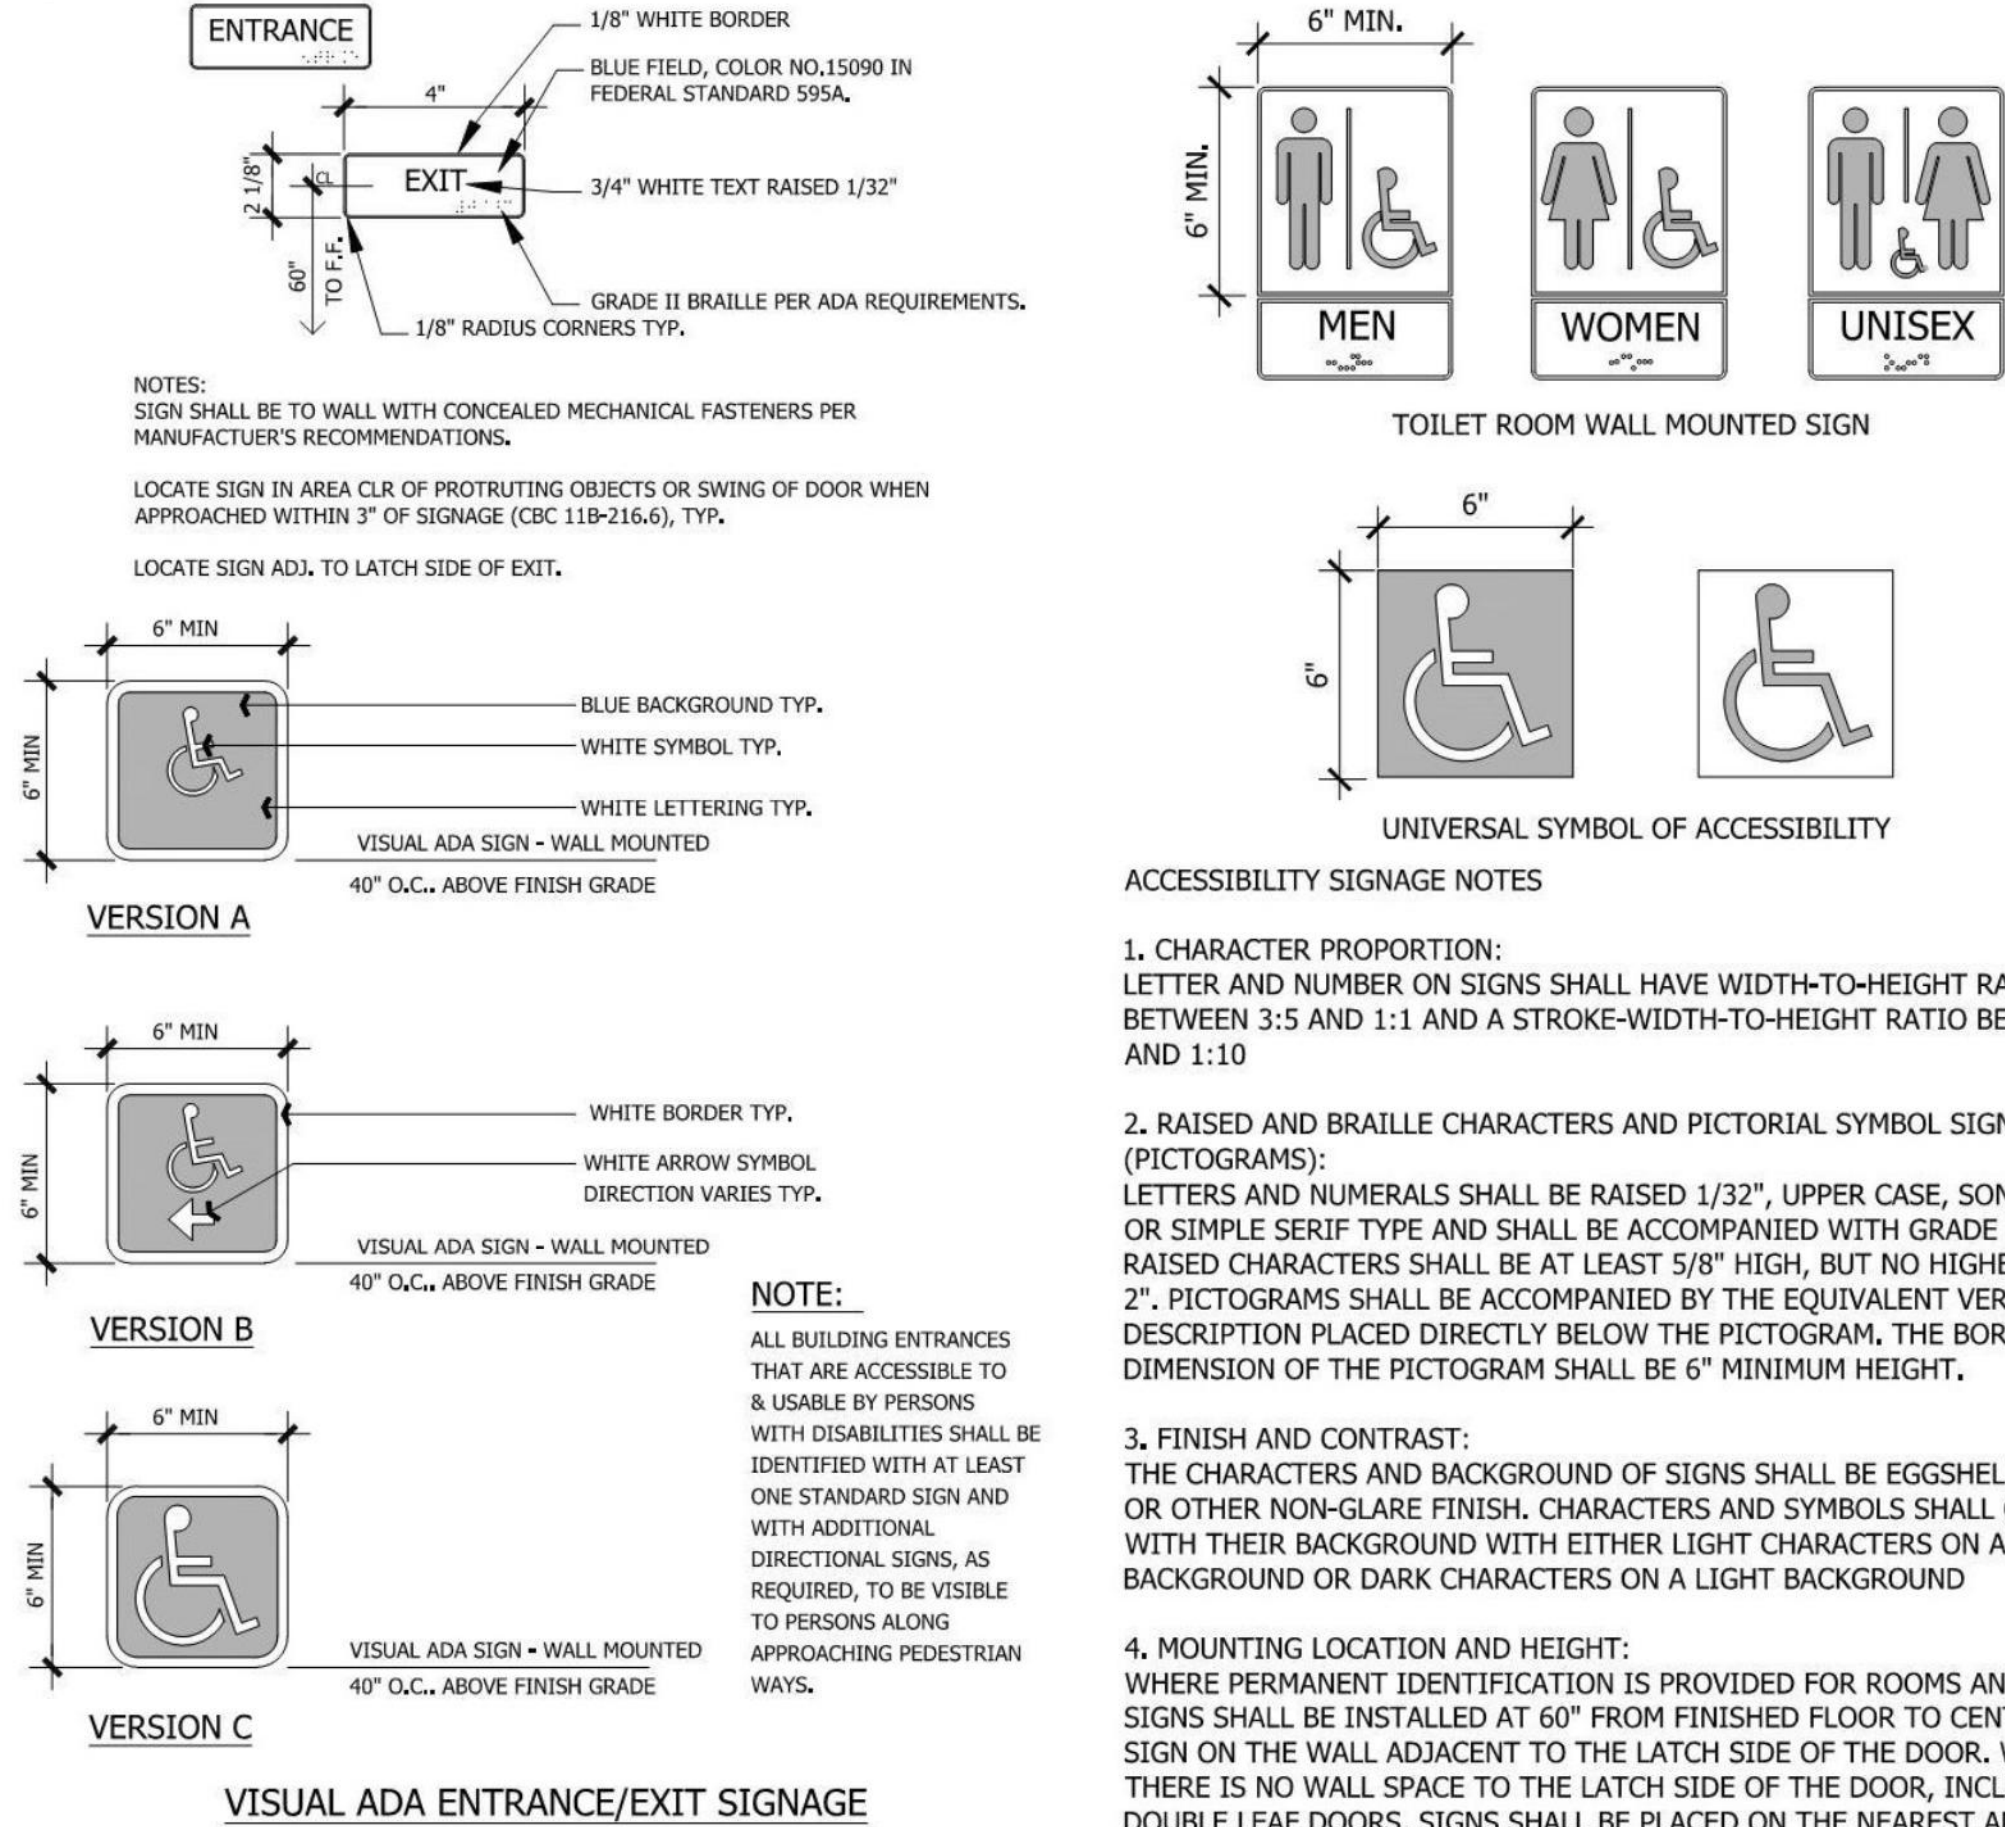 ENTRANCE
1/8" WHITE BORDER
BLUE FIELD, COLOR NO.15090 IN
FEDERAL STANDARD 595A.
4"
2 1/8"
CL
EXIT
3/4" WHITE TEXT RAISED 1/32"
60"
TO F.F.
GRADE II BRAILLE PER ADA REQUIREMENTS.
1/8" RADIUS CORNERS TYP.
NOTES:
SIGN SHALL BE TO WALL WITH CONCEALED MECHANICAL FASTENERS PER
MANUFACTUER'S RECOMMENDATIONS.
LOCATE SIGN IN AREA CLR OF PROTRUTING OBJECTS OR SWING OF DOOR WHEN
APPROACHED WITHIN 3" OF SIGNAGE (CBC 11B-216.6), TYP.
LOCATE SIGN ADJ. TO LATCH SIDE OF EXIT.
6" MIN
6" MIN
BLUE BACKGROUND TYP.
WHITE SYMBOL TYP.
WHITE LETTERING TYP.
VISUAL ADA SIGN - WALL MOUNTED
40" O.C.. ABOVE FINISH GRADE
VERSION A
6" MIN
6" MIN
WHITE BORDER TYP.
WHITE ARROW SYMBOL
DIRECTION VARIES TYP.
VISUAL ADA SIGN - WALL MOUNTED
40" O.C.. ABOVE FINISH GRADE
VERSION B
6" MIN
6" MIN
VISUAL ADA SIGN - WALL MOUNTED
40" O.C.. ABOVE FINISH GRADE
VERSION C
NOTE:
ALL BUILDING ENTRANCES
THAT ARE ACCESSIBLE TO
& USABLE BY PERSONS
WITH DISABILITIES SHALL BE
IDENTIFIED WITH AT LEAST
ONE STANDARD SIGN AND
WITH ADDITIONAL
DIRECTIONAL SIGNS, AS
REQUIRED, TO BE VISIBLE
TO PERSONS ALONG
APPROACHING PEDESTRIAN
WAYS.
VISUAL ADA ENTRANCE/EXIT SIGNAGE
6" MIN.
6" MIN.
MEN
WOMEN
UNISEX
TOILET ROOM WALL MOUNTED SIGN
6"
6"
UNIVERSAL SYMBOL OF ACCESSIBILITY
ACCESSIBILITY SIGNAGE NOTES
1. CHARACTER PROPORTION:
LETTER AND NUMBER ON SIGNS SHALL HAVE WIDTH-TO-HEIGHT
BETWEEN 3:5 AND 1:1 AND A STROKE-WIDTH-TO-HEIGHT RATIO
AND 1:10
2. RAISED AND BRAILLE CHARACTERS AND PICTORIAL SYMBOL
(PICTOGRAMS):
LETTERS AND NUMERALS SHALL BE RAISED 1/32", UPPER CASE,
OR SIMPLE SERIF TYPE AND SHALL BE ACCOMPANIED WITH GRADE
RAISED CHARACTERS SHALL BE AT LEAST 5/8" HIGH, BUT NO
2". PICTOGRAMS SHALL BE ACCOMPANIED BY THE EQUIVALENT
DESCRIPTION PLACED DIRECTLY BELOW THE PICTOGRAM. THE
DIMENSION OF THE PICTOGRAM SHALL BE 6" MINIMUM HEIGHT.
3. FINISH AND CONTRAST:
THE CHARACTERS AND BACKGROUND OF SIGNS SHALL BE
OR OTHER NON-GLARE FINISH. CHARACTERS AND SYMBOLS SHALL
WITH THEIR BACKGROUND WITH EITHER LIGHT CHARACTERS ON A
BACKGROUND OR DARK CHARACTERS ON A LIGHT BACKGROUND
4. MOUNTING LOCATION AND HEIGHT:
WHERE PERMANENT IDENTIFICATION IS PROVIDED FOR ROOMS
SIGNS SHALL BE INSTALLED AT 60" FROM FINISHED FLOOR TO
SIGN ON THE WALL ADJACENT TO THE LATCH SIDE OF THE DOOR.
THERE IS NO WALL SPACE TO THE LATCH SIDE OF THE DOOR,
DOUBLE LEAF DOORS, SIGNS SHALL BE PLACED ON THE NEAREST